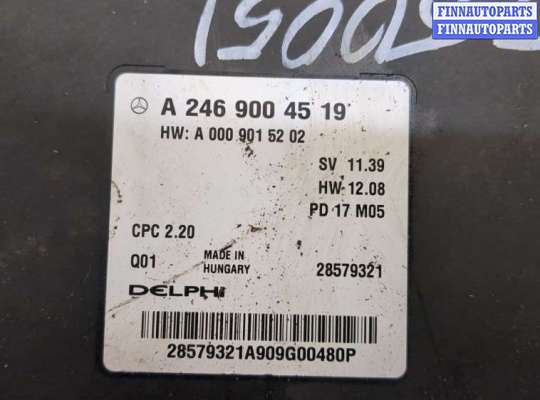 FINNAUTOPARTS
FINNAUTOPARTS
FINNAUTOPARTS
A 246 900 45 19
HW: A 000 901 52 02
SV 11.39
HW 12.08
PD 17 M05
CPC 2.20
Q01
MADE IN
HUNGARY
28579321
DELPHI
28579321A909G00480P